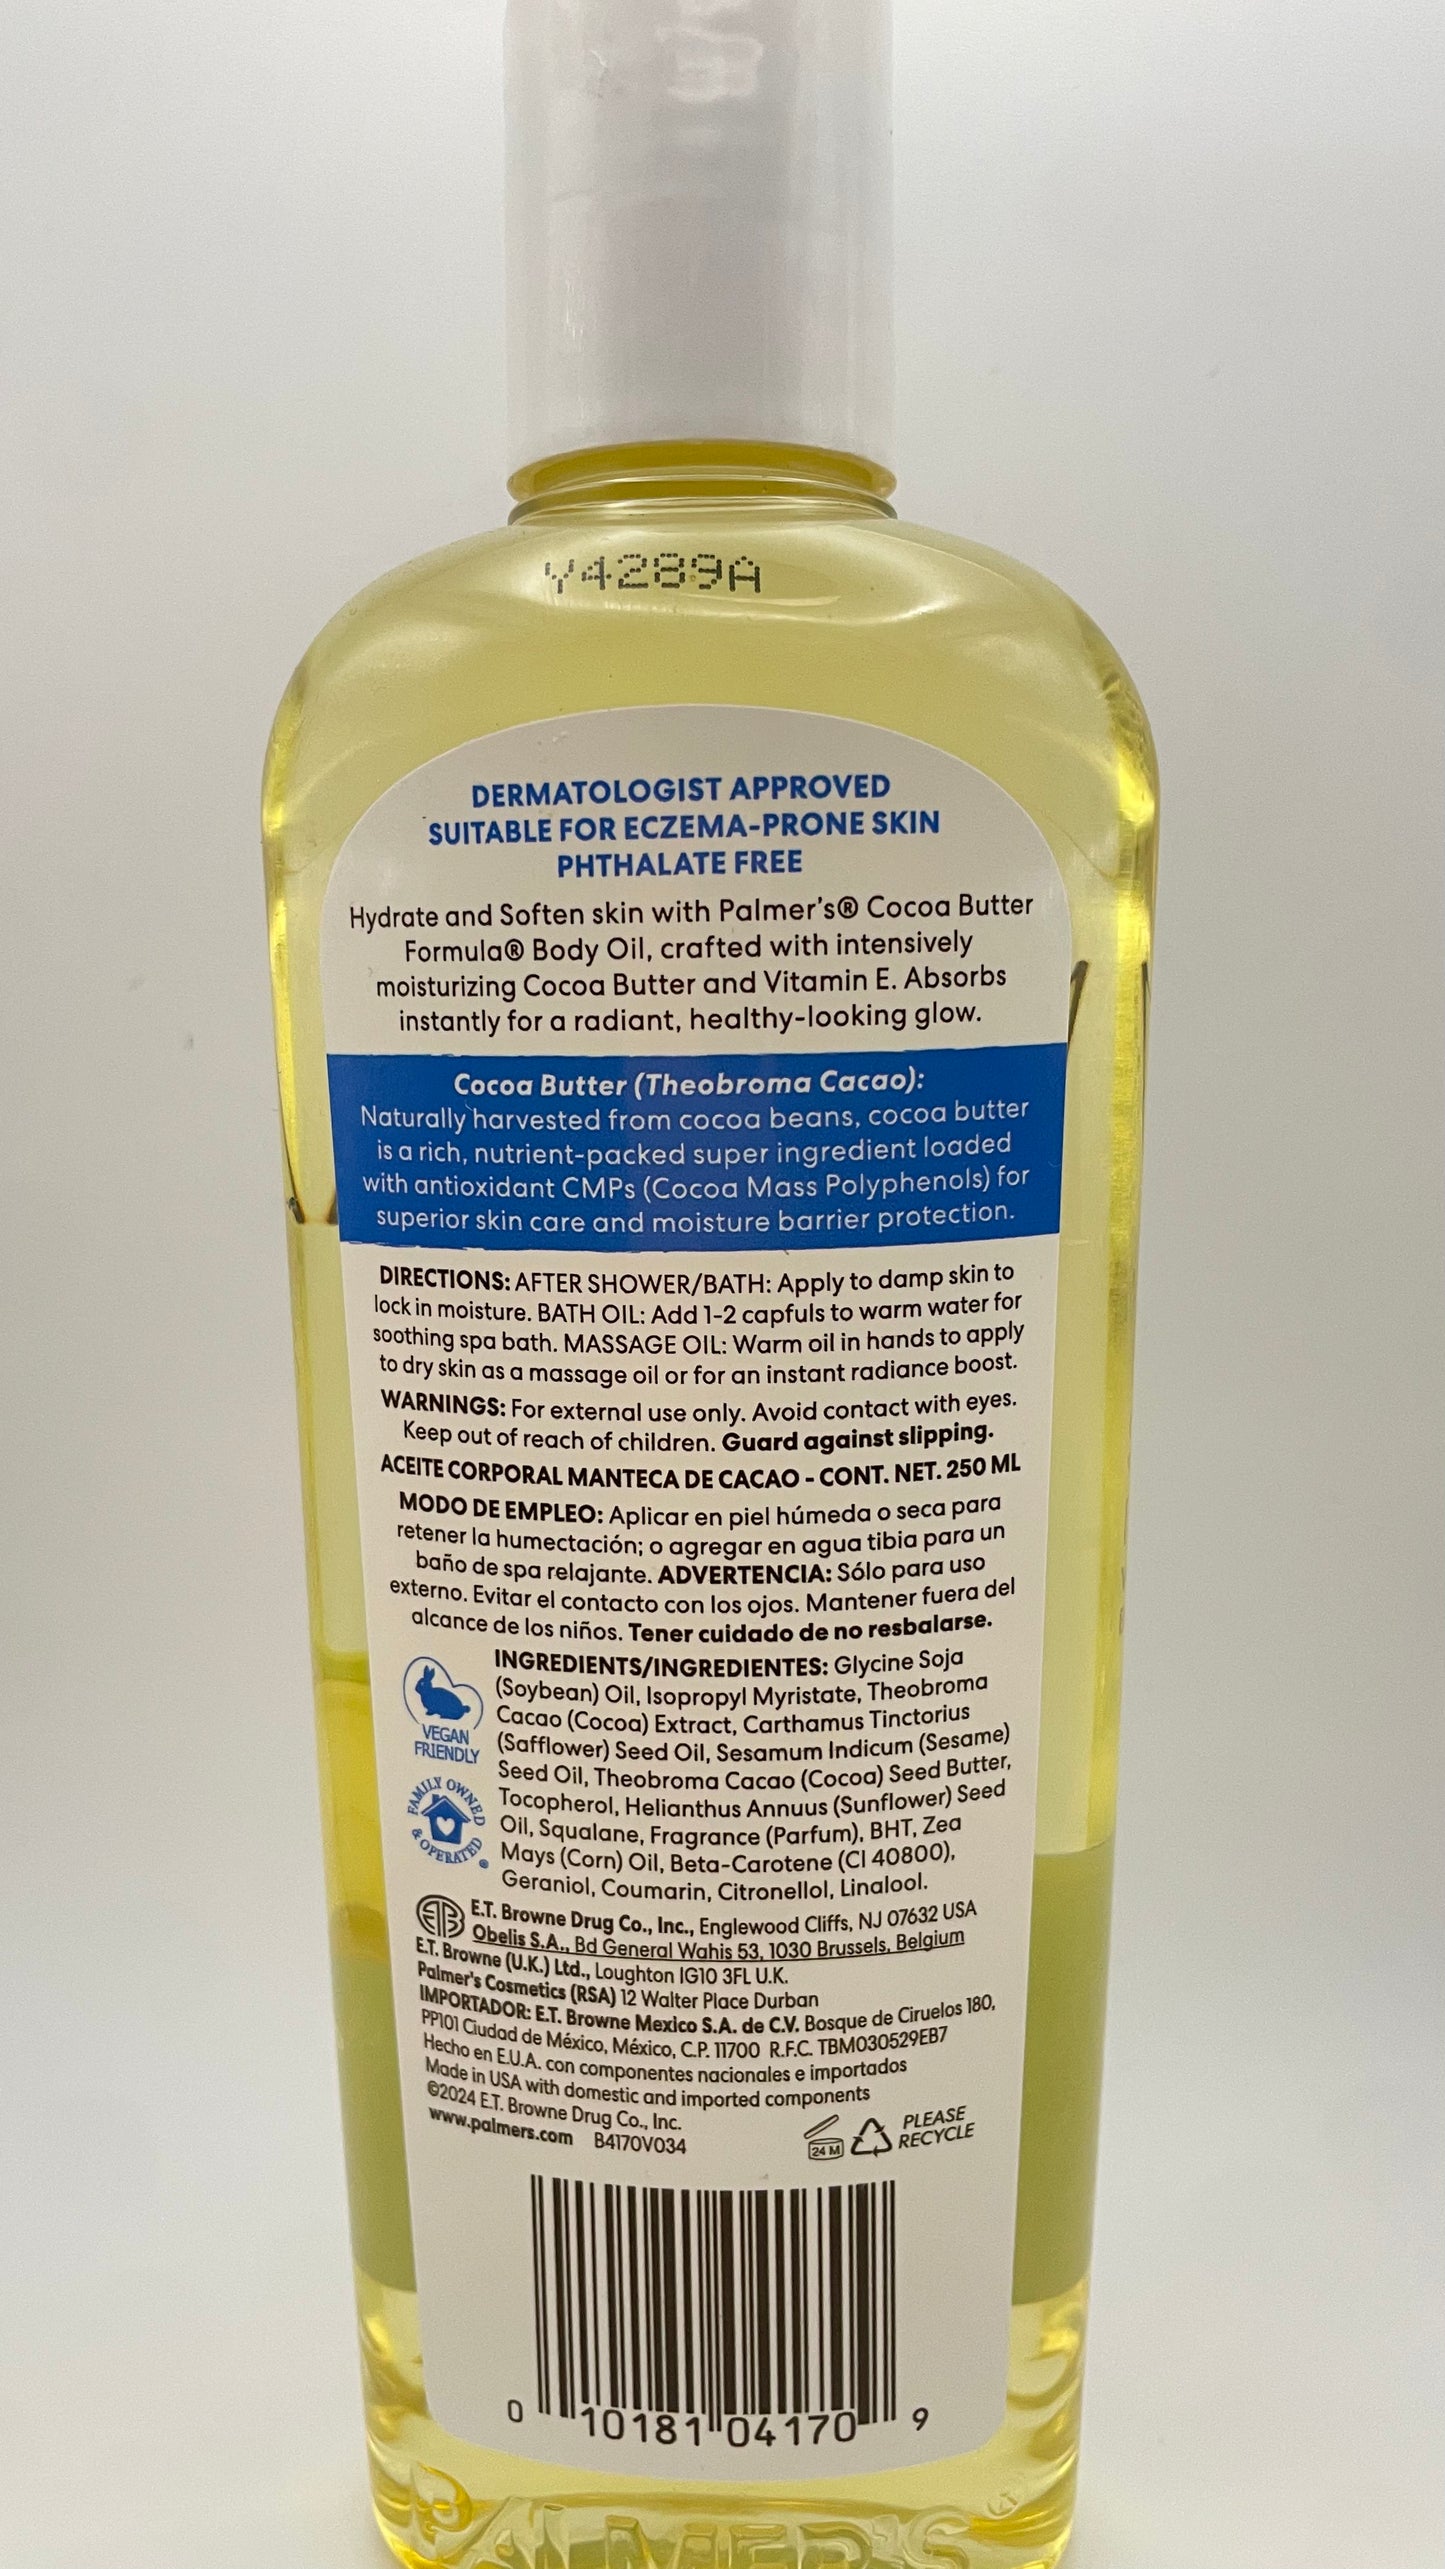 Y4289A
DERMATOLOGIST APPROVED
SUITABLE FOR ECZEMA-PRONE SKIN
PHTHALATE FREE
Hydrate and Soften skin with Palmer's® Cocoa Butter
Formula® Body Oil, crafted with intensively
moisturizing Cocoa Butter and Vitamin E. Absorbs
instantly for a radiant, healthy-looking glow.
Cocoa Butter (Theobroma Cacao):
Naturally harvested from cocoa beans, cocoa butter
is a rich, nutrient-packed super ingredient loaded
with antioxidant CMPs (Cocoa Mass Polyphenols) for
superior skin care and moisture barrier protection.
DIRECTIONS: AFTER SHOWER/BATH: Apply to damp skin to
lock in moisture. BATH OIL: Add 1-2 capfuls to warm water for
soothing spa bath. MASSAGE OIL: Warm oil in hands to apply
to dry skin as a massage oil or for an instant radiance boost.
WARNINGS: For external use only. Avoid contact with eyes.
Keep out of reach of children. Guard against slipping.
ACEITE CORPORAL MANTECA DE CACAO - CONT. NET. 250 ML
MODO DE EMPLEO: Aplicar en piel húmeda o seca para
retener la humectación; o agregar en agua tibia para un
baño de spa relajante. ADVERTENCIA: Sólo para uso
externo. Evitar el contacto con los ojos. Mantener fuera del
alcance de los niños. Tener cuidado de no resbalarse.
VEGAN
FRIENDLY
FAMILY OWNED
& OPERATED
INGREDIENTS/INGREDIENTES: Glycine Soja
(Soybean) Oil, Isopropyl Myristate, Theobroma
Cacao (Cocoa) Extract, Carthamus Tinctorius
(Safflower) Seed Oil, Sesamum Indicum (Sesame)
Seed Oil, Theobroma Cacao (Cocoa) Seed Butter,
Tocopherol, Helianthus Annuus (Sunflower) Seed
Oil, Squalane, Fragrance (Parfum), BHT, Zea
Mays (Corn) Oil, Beta-Carotene (CI 40800),
Geraniol, Coumarin, Citronellol, Linalool.
E.T. Browne Drug Co., Inc., Englewood Cliffs, NJ 07632 USA
Obelis S.A., Bd General Wahis 53, 1030 Brussels, Belgium
E.T. Browne (U.K.) Ltd., Loughton IG10 3FL U.K.
Palmer's Cosmetics (RSA) 12 Walter Place Durban
IMPORTADOR: E.T. Browne Mexico S.A. de C.V. Bosque de Ciruelos 180,
PP101 Ciudad de México, México, C.P. 11700 R.F.C. TBM030529EB7
Hecho en E.U.A. con componentes nacionales e importados
Made in USA with domestic and imported components
©2024 E.T. Browne Drug Co., Inc.
www.palmers.com B4170V034
24 M
PLEASE
RECYCLE
0 10181 04170 9
PALMER'S